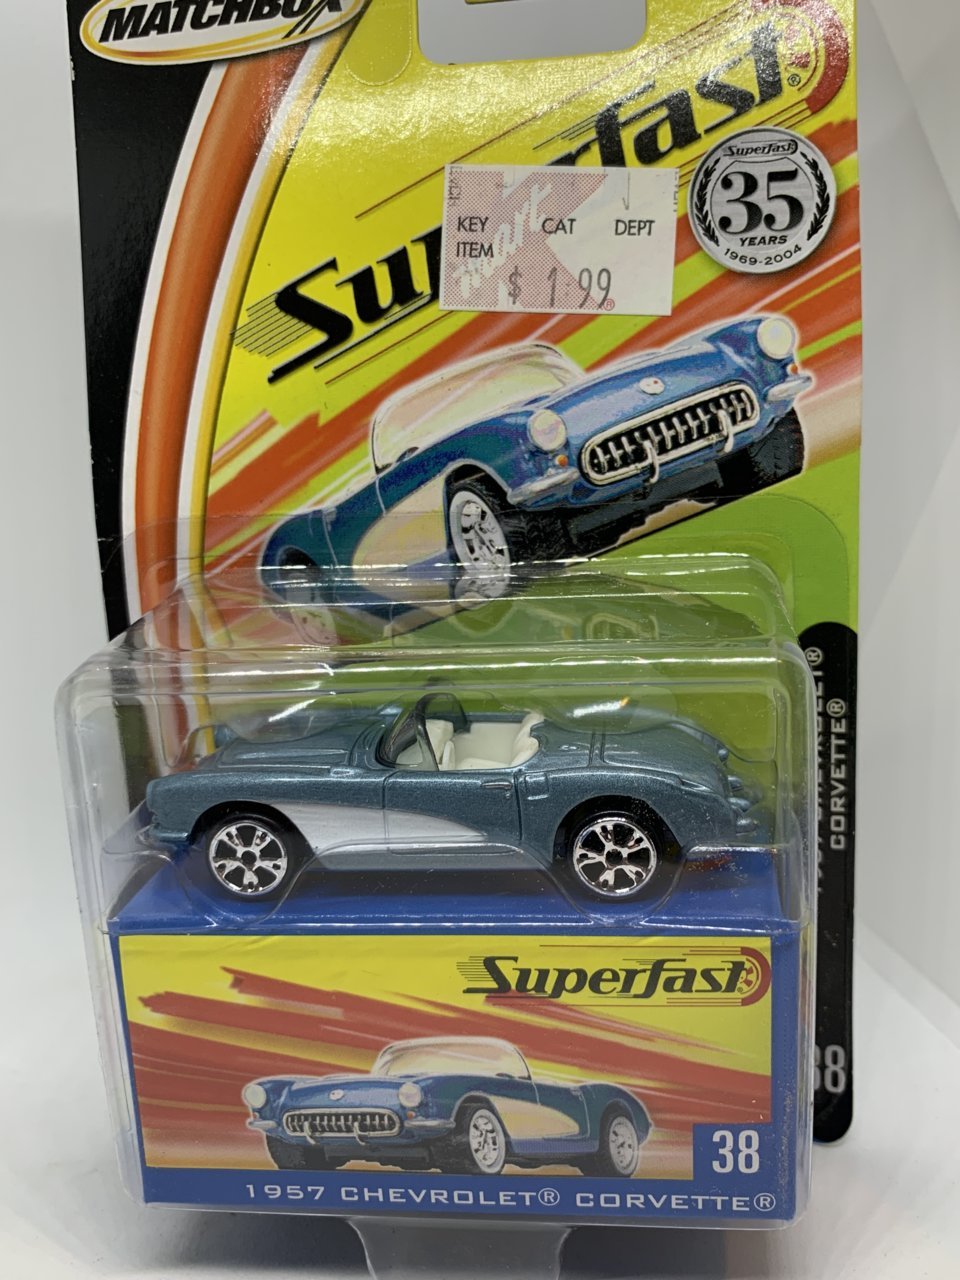 MATCHBOX
Superfast®
Superfast
35
YEARS
1969-2004
KEY CAT DEPT
ITEM
$ 1.99
®
CHEVROLET®
CORVETTE®
38
Superfast
38
1957 CHEVROLET® CORVETTE®